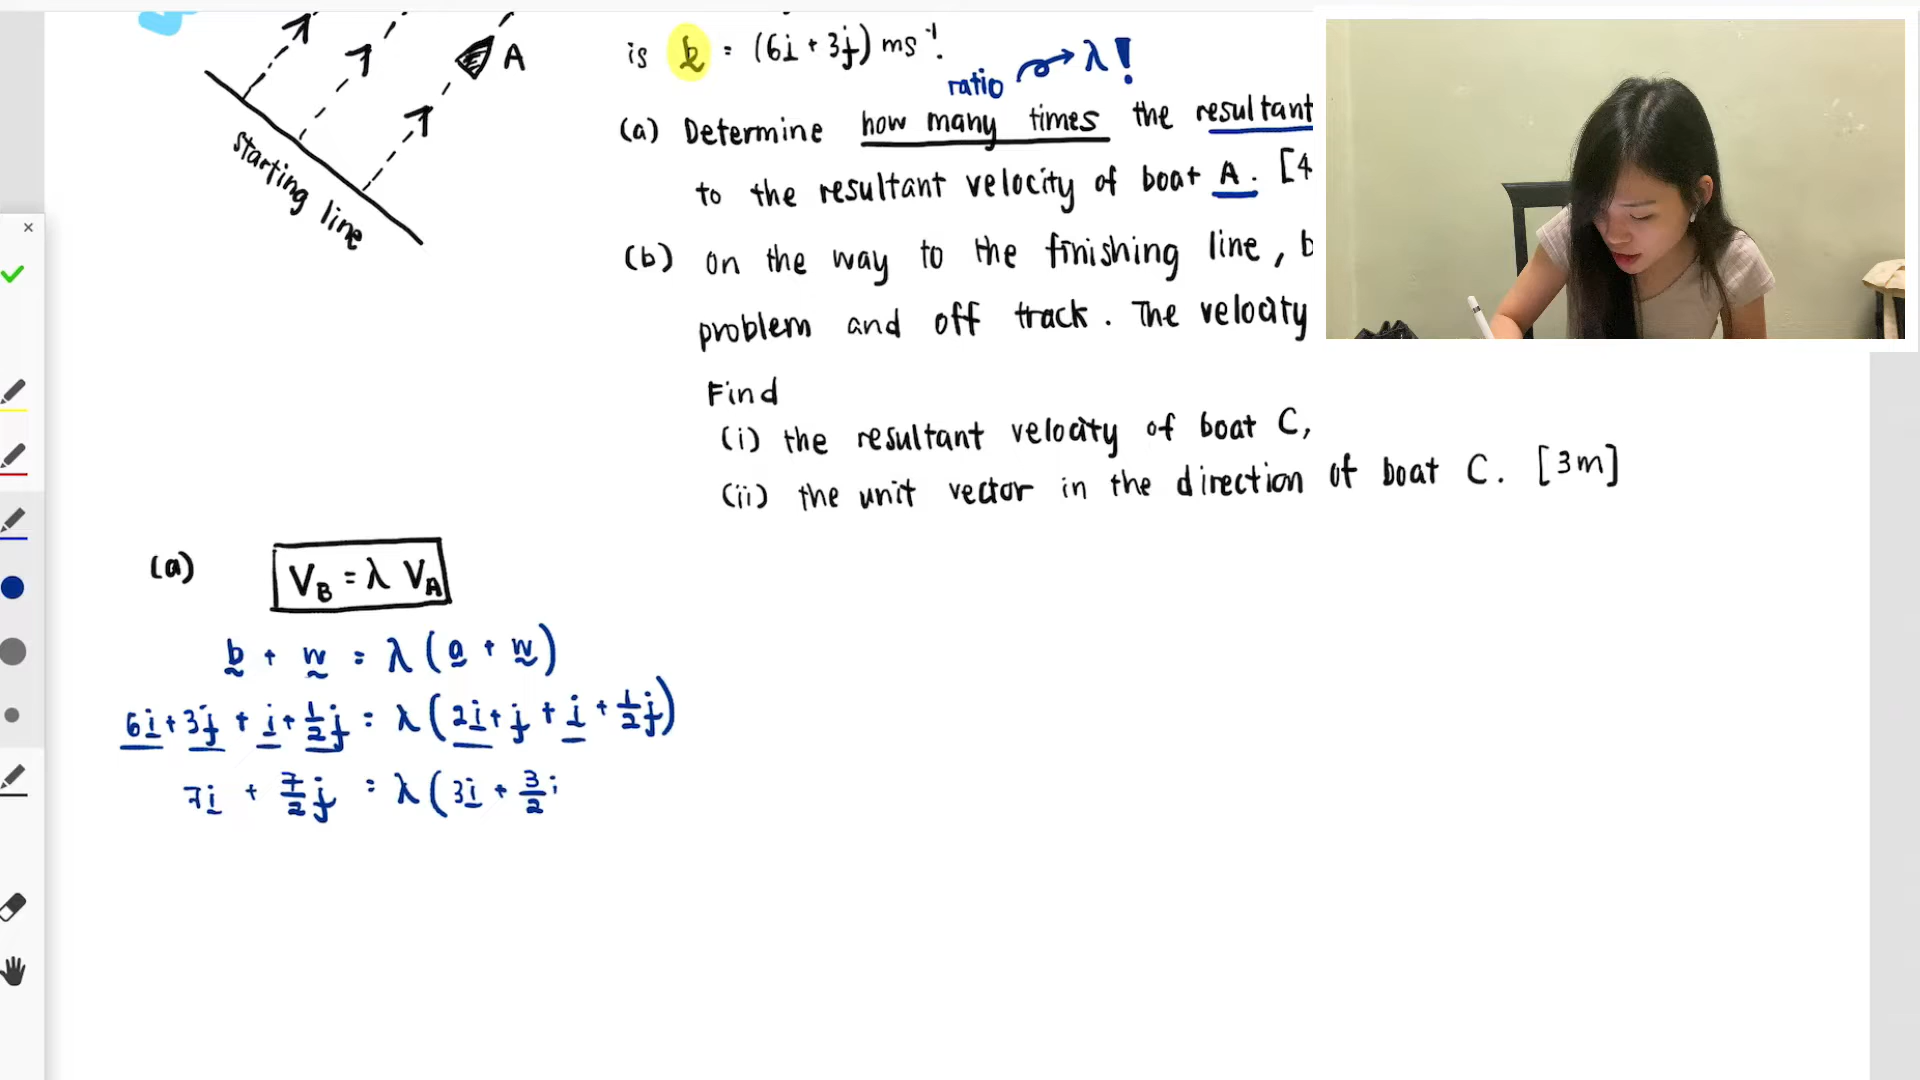 A
starting line
is b = (6i + 3j) ms⁻¹.
ratio → λ!
(a) Determine how many times the resultant
to the resultant velocity of boat A. [4
(b) on the way to the finishing line, b
problem and off track. The velocity
Find
(i) the resultant velocity of boat C,
(ii) the unit vector in the direction of boat C. [3m]
(a) V_B = λ V_A
b + w = λ (a + w)
6i + 3j + i + 1/2 j = λ (2i + j + i + 1/2 j)
7i + 7/2 j = λ (3i + 3/2